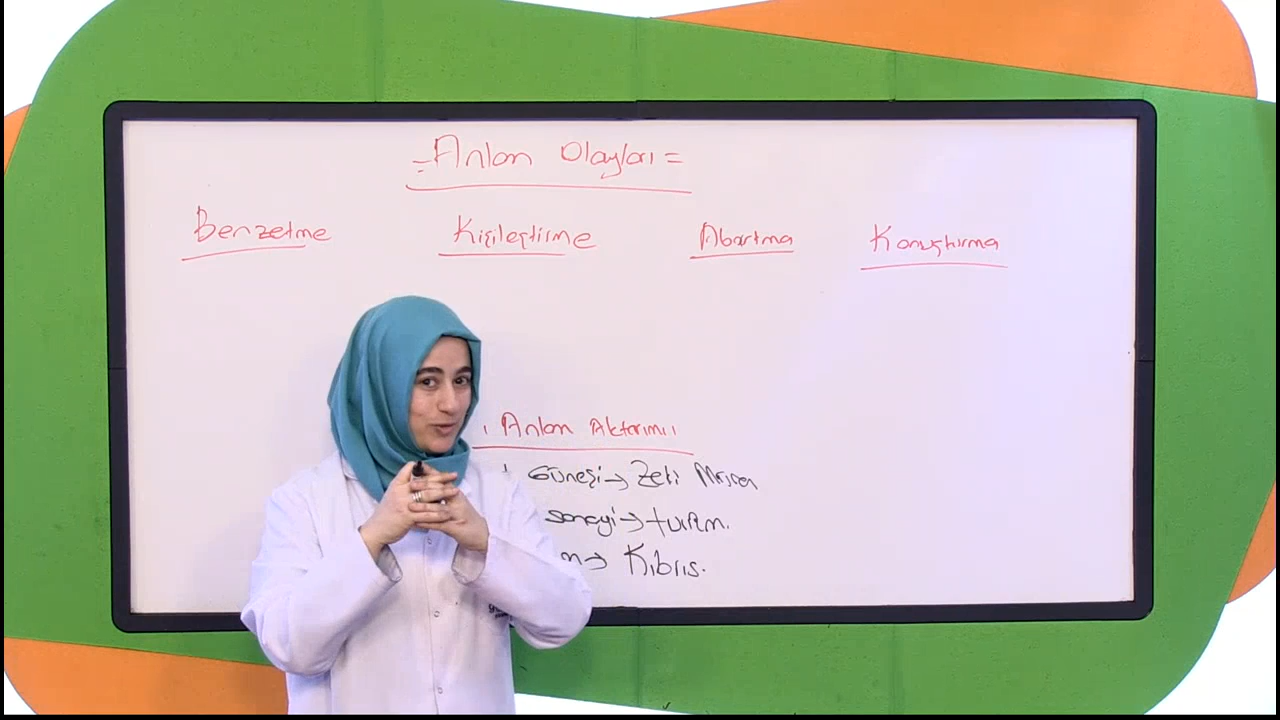 = Anlam Olayları =
Benzetme Kişileştirme Abartma Konuşturma
Anlam Aktarımı
Güneşi → Zeki Müren
sanayi → turizm.
→ Kıbrıs.